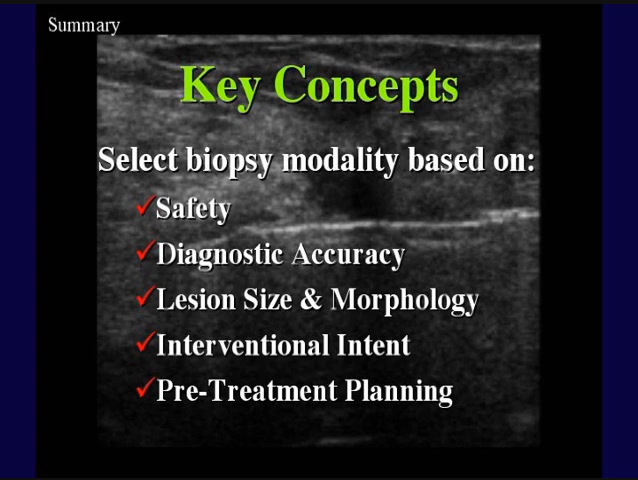 Summary
Key Concepts
Select biopsy modality based on:
✓Safety
✓Diagnostic Accuracy
✓Lesion Size & Morphology
✓Interventional Intent
✓Pre-Treatment Planning